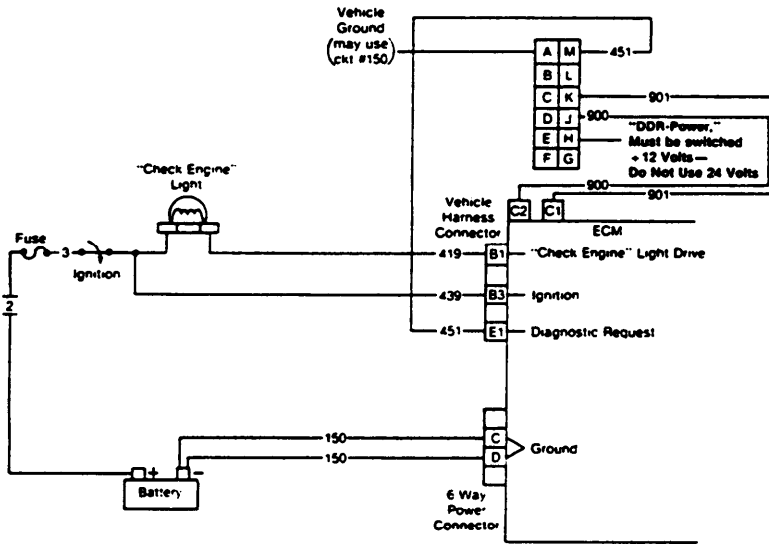 Vehicle
Ground
(may use
ckt #150)
A M
451
B L
C K
901
D J
900
E H
F G
"DDR-Power,"
Must be switched
+ 12 Volts—
Do Not Use 24 Volts
"Check Engine"
Light
Vehicle
Harness
Connector
900
901
C2
C1
ECM
Fuse
3
Ignition
419
B1
"Check Engine" Light Drive
2
439
B3
Ignition
451
E1
Diagnostic Request
150
C
150
D
Ground
+
-
Battery
6 Way
Power
Connector